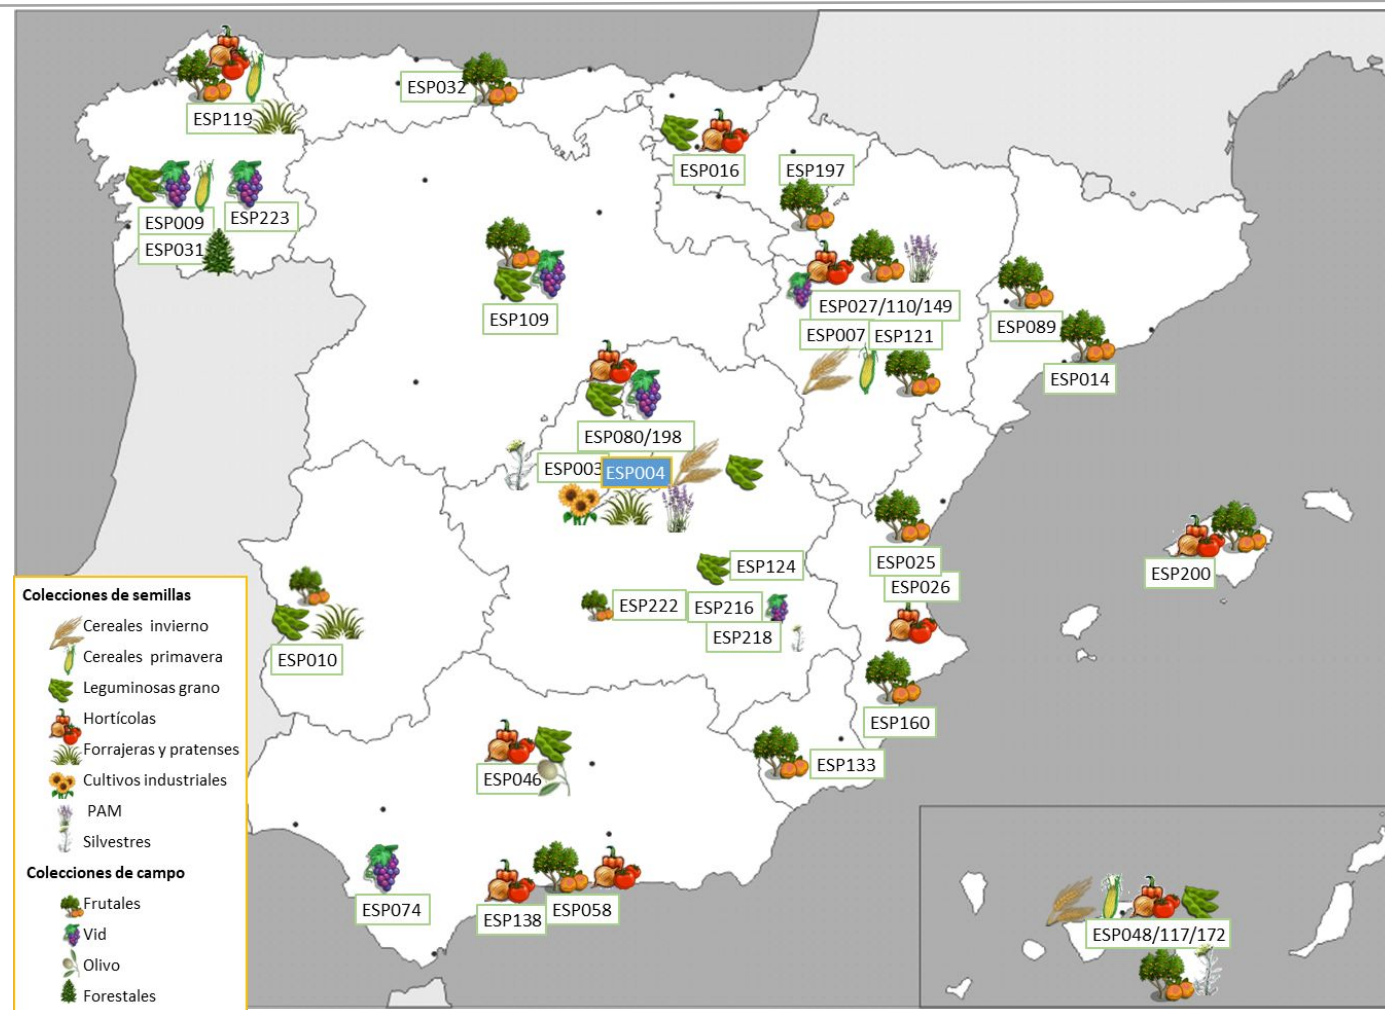 ESP032
ESP119
ESP016
ESP197
ESP009
ESP223
ESP031
ESP109
ESP027/110/149
ESP007
ESP121
ESP089
ESP014
ESP080/198
ESP003
ESP004
ESP025
ESP026
ESP200
ESP124
ESP222
ESP216
ESP218
ESP010
ESP160
ESP133
ESP046
ESP074
ESP138
ESP058
ESP048/117/172
Colecciones de semillas
Cereales invierno
Cereales primavera
Leguminosas grano
Hortícolas
Forrajeras y pratenses
Cultivos industriales
PAM
Silvestres
Colecciones de campo
Frutales
Vid
Olivo
Forestales